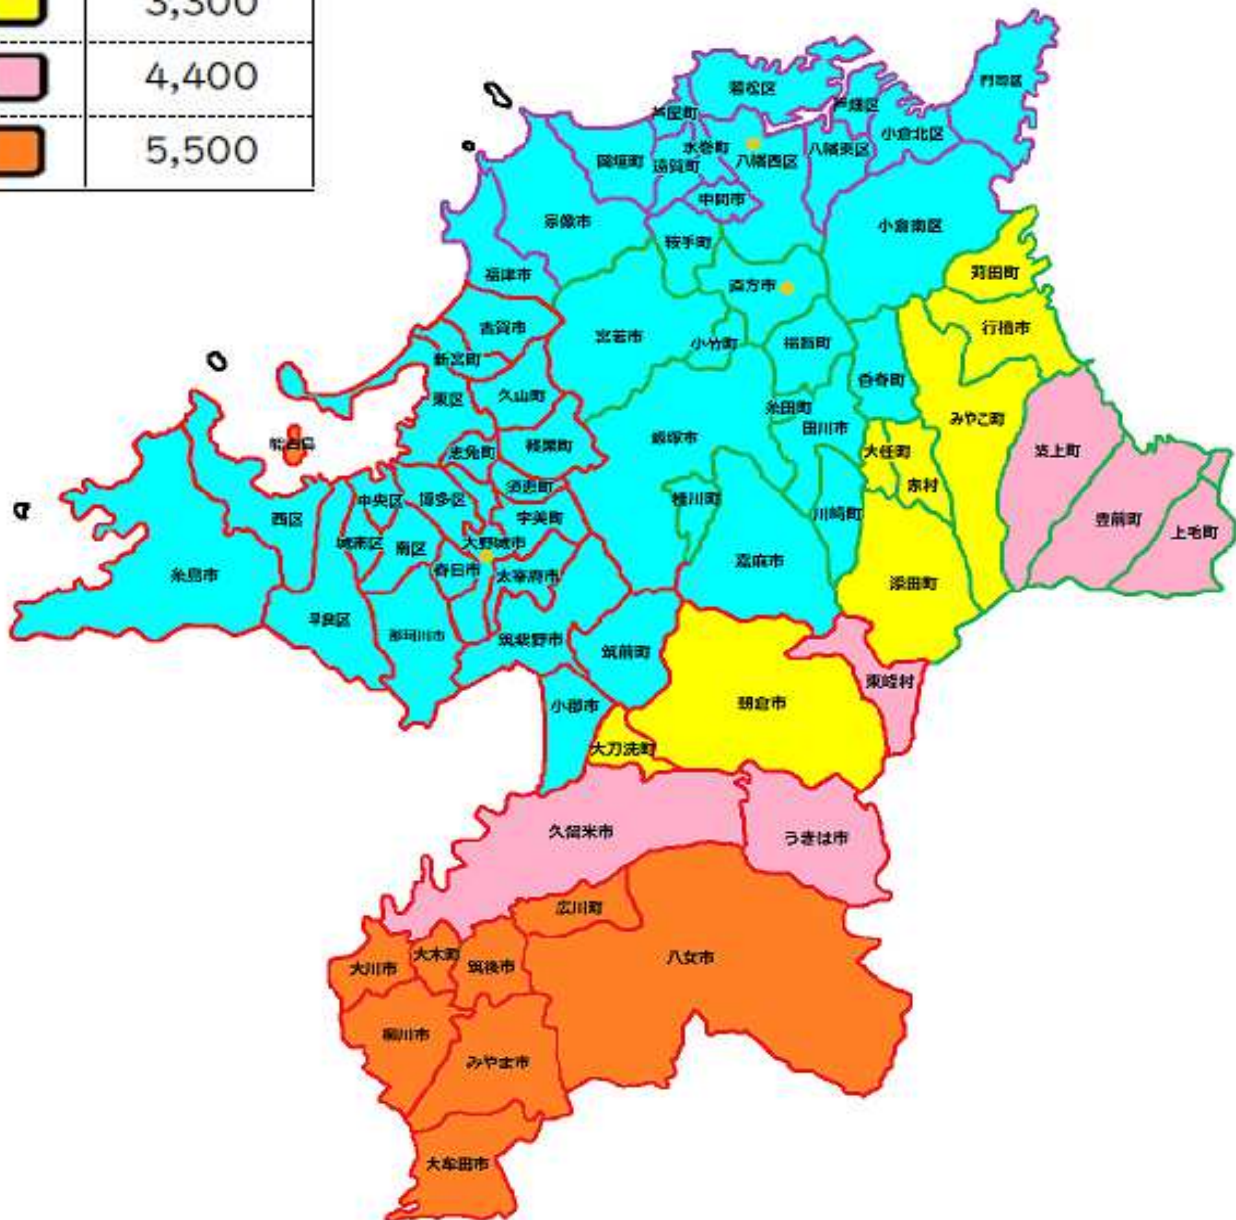 3,300
4,400
5,500
門司区
若松区
戸畑区
芦屋町
小倉北区
水巻町
八幡東区
岡垣町
遠賀町
八幡西区
中間市
宗像市
小倉南区
鞍手町
福津市
苅田町
直方市
古賀市
行橋市
宮若市
小竹町
福智町
新宮町
香春町
久山町
東区
糸田町
みやこ町
田川市
飯塚市
能古島
志免町
粕屋町
大任町
築上町
赤村
須恵町
中央区
博多区
桂川町
川崎町
西区
宇美町
豊前町
上毛町
城南区
南区
大野城市
嘉麻市
春日市
太宰府市
糸島市
添田町
早良区
那珂川市
筑紫野市
筑前町
東峰村
朝倉市
小郡市
大刀洗町
久留米市
うきは市
広川町
大木町
八女市
大川市
筑後市
柳川市
みやま市
大牟田市